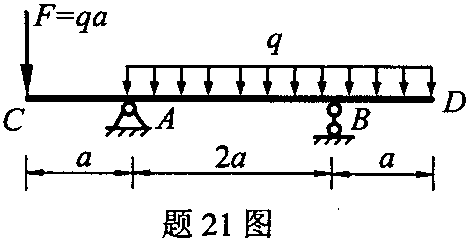 F=qa
q
C A B D
a 2a a
题 21 图